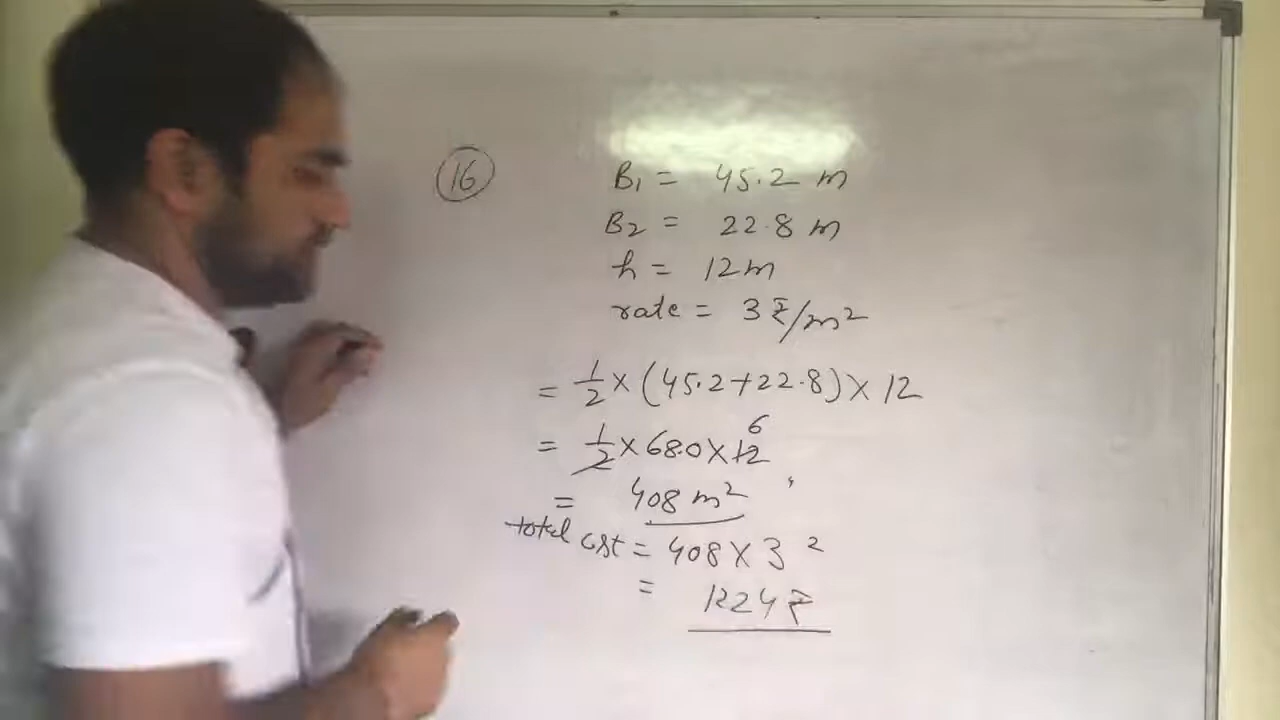 16
B1 = 45.2 m
B2 = 22.8 m
h = 12m
rate = 3 ₹/m²
= 1/2 × (45.2+22.8) × 12
= 1/2 × 68.0 × 12 6
= 408 m²
total cost = 408 × 3 2
= 1224 ₹